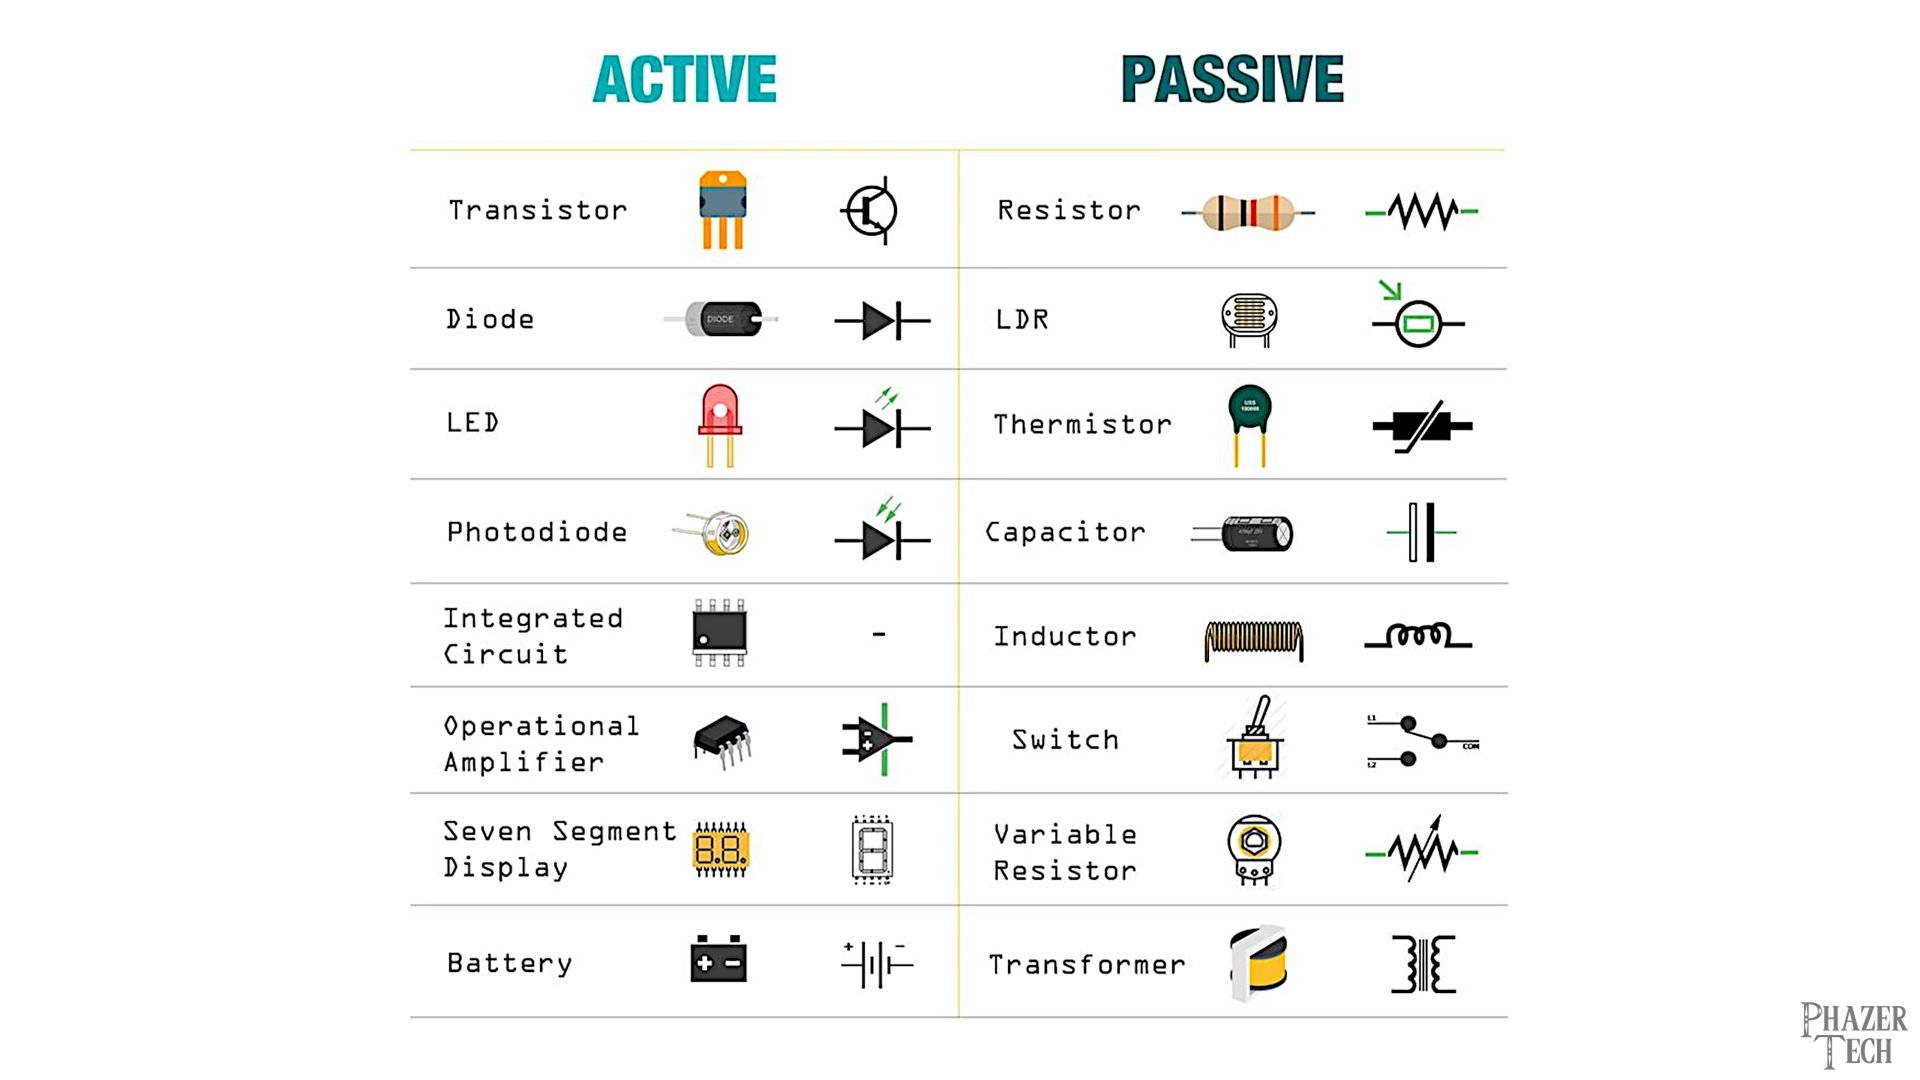 ACTIVE PASSIVE
Transistor Resistor
Diode DIODE LDR
LED Thermistor
Photodiode Capacitor
Integrated
Circuit
-
Inductor
Operational
Amplifier
Switch
L1
COM
L2
Seven Segment
Display
Variable
Resistor
Battery + - + - Transformer
PHAZER
TECH